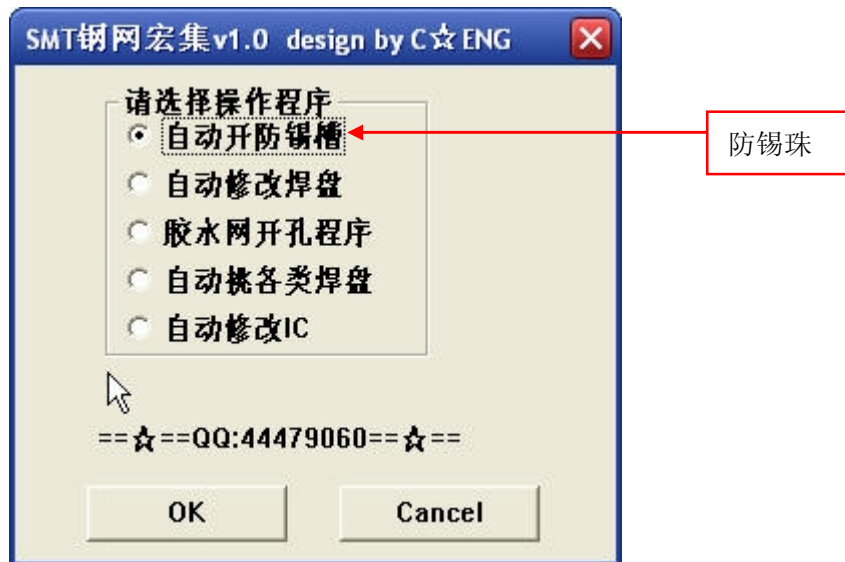 SMT钢网宏集v1.0 design by C☆ENG
请选择操作程序
自动开防锡槽
防锡珠
自动修改焊盘
胶水网开孔程序
自动桃各类焊盘
自动修改IC
==☆==QQ:44479060==☆==
OK
Cancel